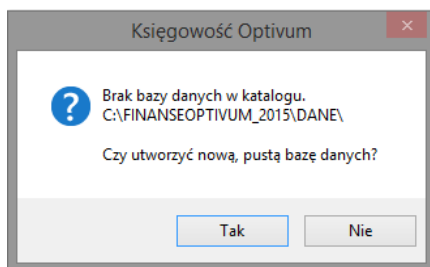 Księgowość Optivum
Brak bazy danych w katalogu.
C:\FINANSEOPTIVUM_2015\DANE\
Czy utworzyć nową, pustą bazę danych?
Tak
Nie